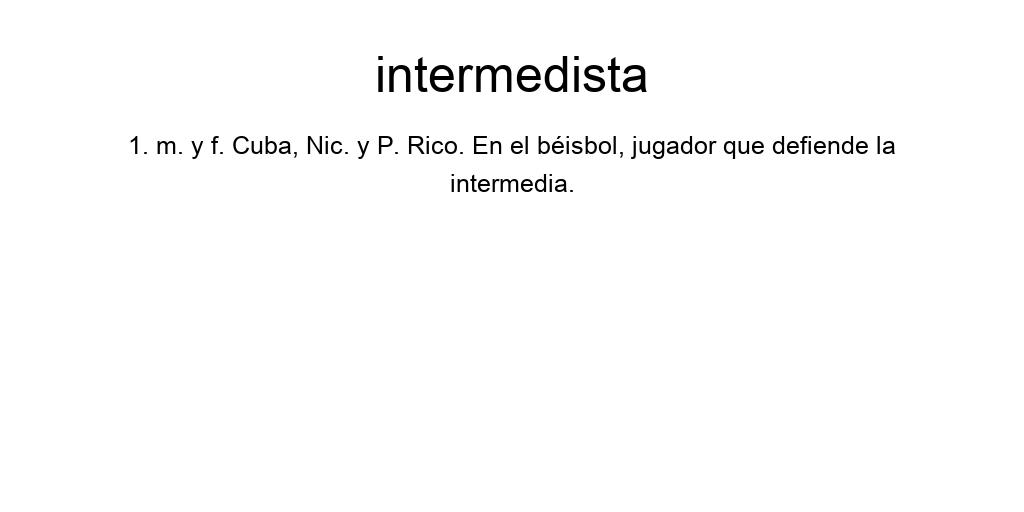 intermedista
1. m. y f. Cuba, Nic. y P. Rico. En el béisbol, jugador que defiende la
intermedia.